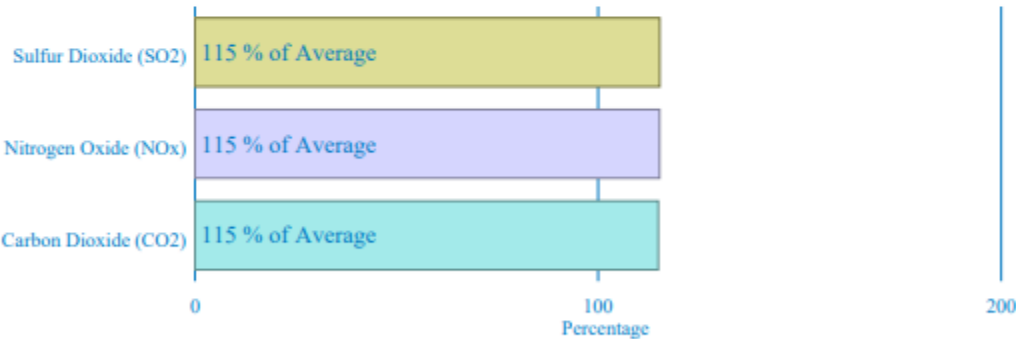 Sulfur Dioxide (SO2) 115 % of Average
Nitrogen Oxide (NOx) 115 % of Average
Carbon Dioxide (CO2) 115 % of Average
0 100 200
Percentage